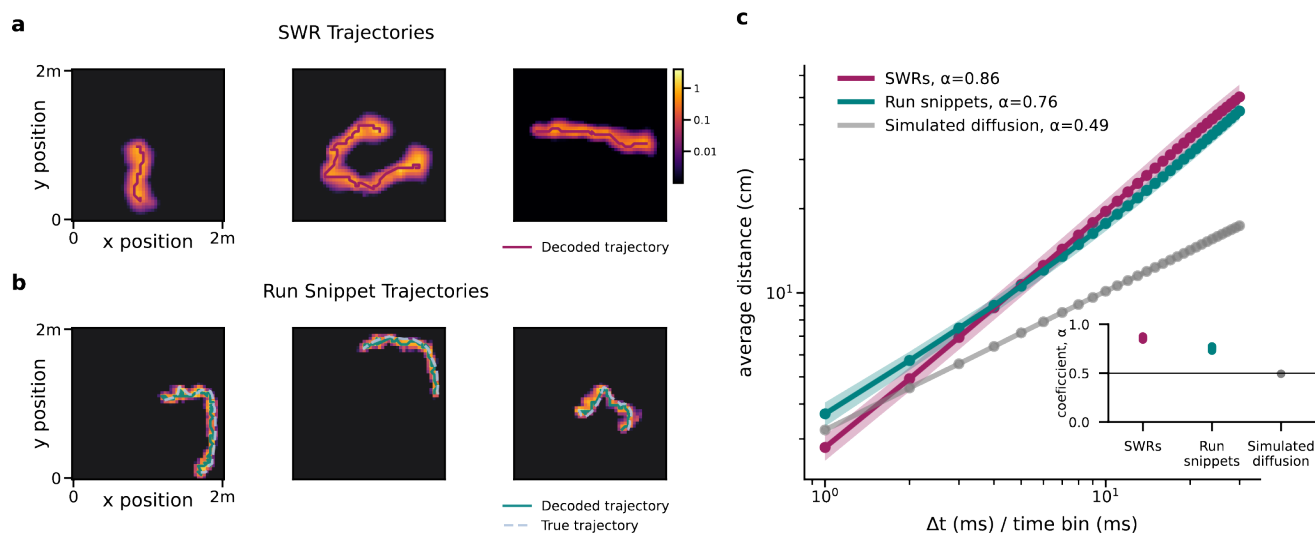 a
SWR Trajectories
2m
y position
0
0
x position
2m
1
0.1
0.01
Decoded trajectory
b
Run Snippet Trajectories
2m
y position
0
0
x position
2m
Decoded trajectory
True trajectory
c
SWRs, α=0.86
Run snippets, α=0.76
Simulated diffusion, α=0.49
average distance (cm)
10¹
10⁰
10¹
Δt (ms) / time bin (ms)
coeficcient, α
1.0
0.5
0.0
SWRs
Run
snippets
Simulated
diffusion